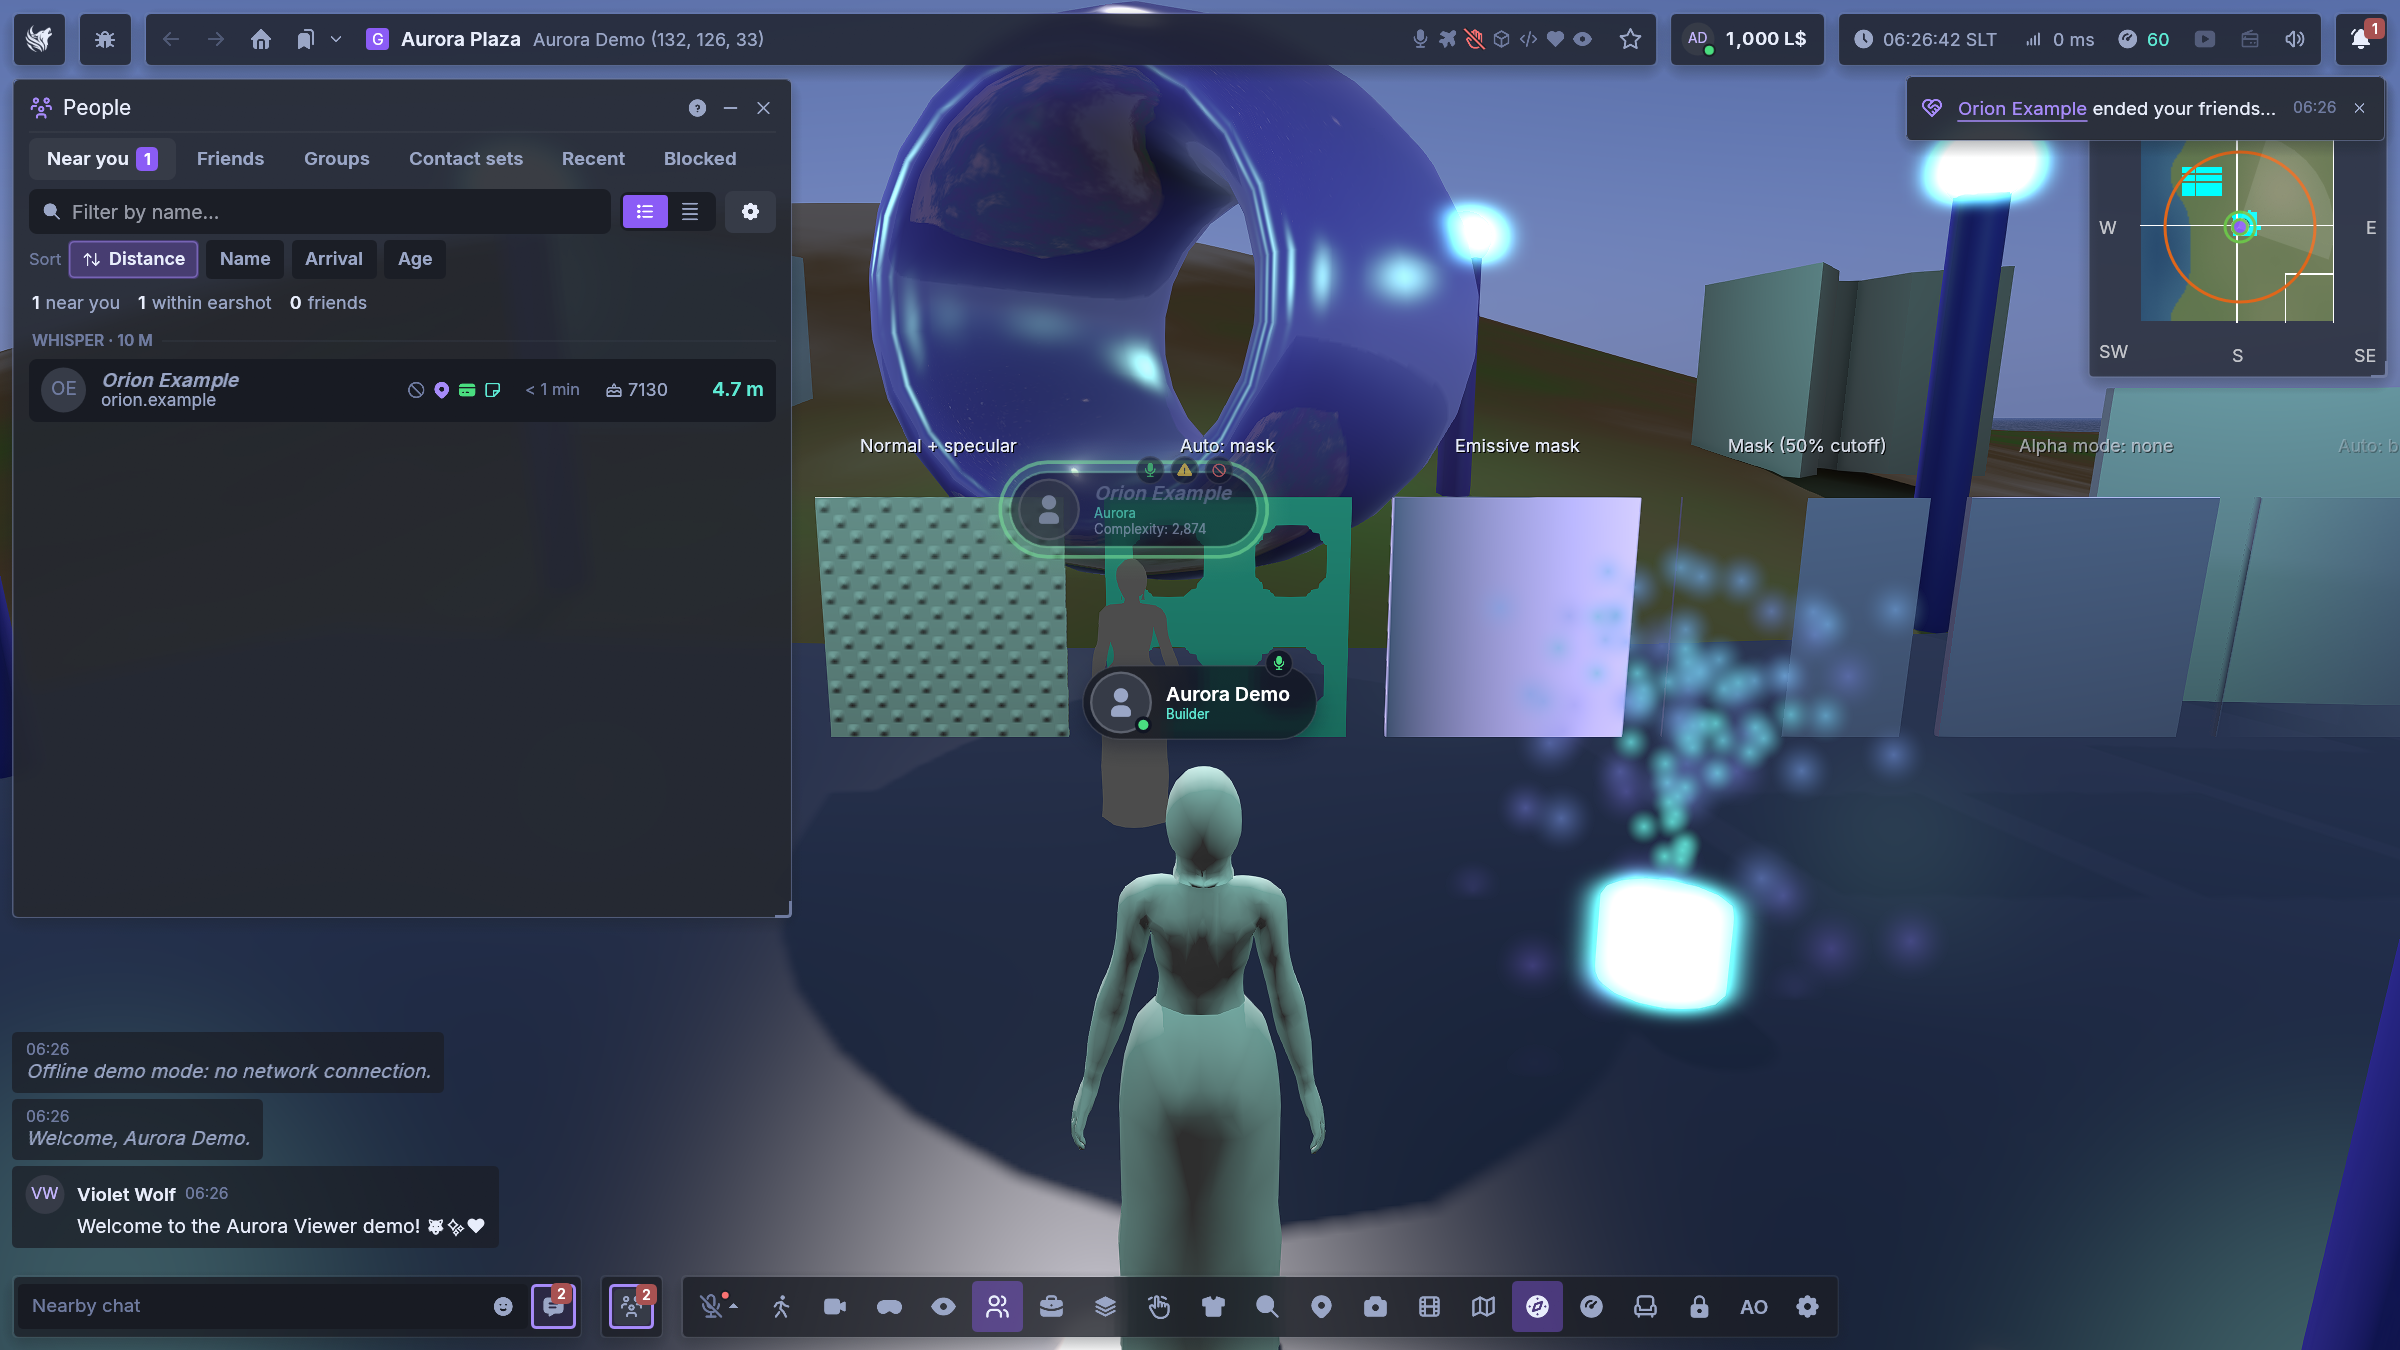 G Aurora Plaza Aurora Demo (132, 126, 33)
AD 1,000 L$
06:26:42 SLT 0 ms 60
1
People
Near you 1 Friends Groups Contact sets Recent Blocked
Filter by name...
Sort Distance Name Arrival Age
1 near you 1 within earshot 0 friends
WHISPER · 10 M
OE Orion Example
orion.example
< 1 min 7130 4.7 m
Orion Example ended your friends... 06:26
W E
SW S SE
Normal + specular Auto: mask Emissive mask Mask (50% cutoff) Alpha mode: none Auto: b
Orion Example
Aurora
Complexity: 2,874
Aurora Demo
Builder
06:26
Offline demo mode: no network connection.
06:26
Welcome, Aurora Demo.
VW Violet Wolf 06:26
Welcome to the Aurora Viewer demo!
Nearby chat 2 2 AO